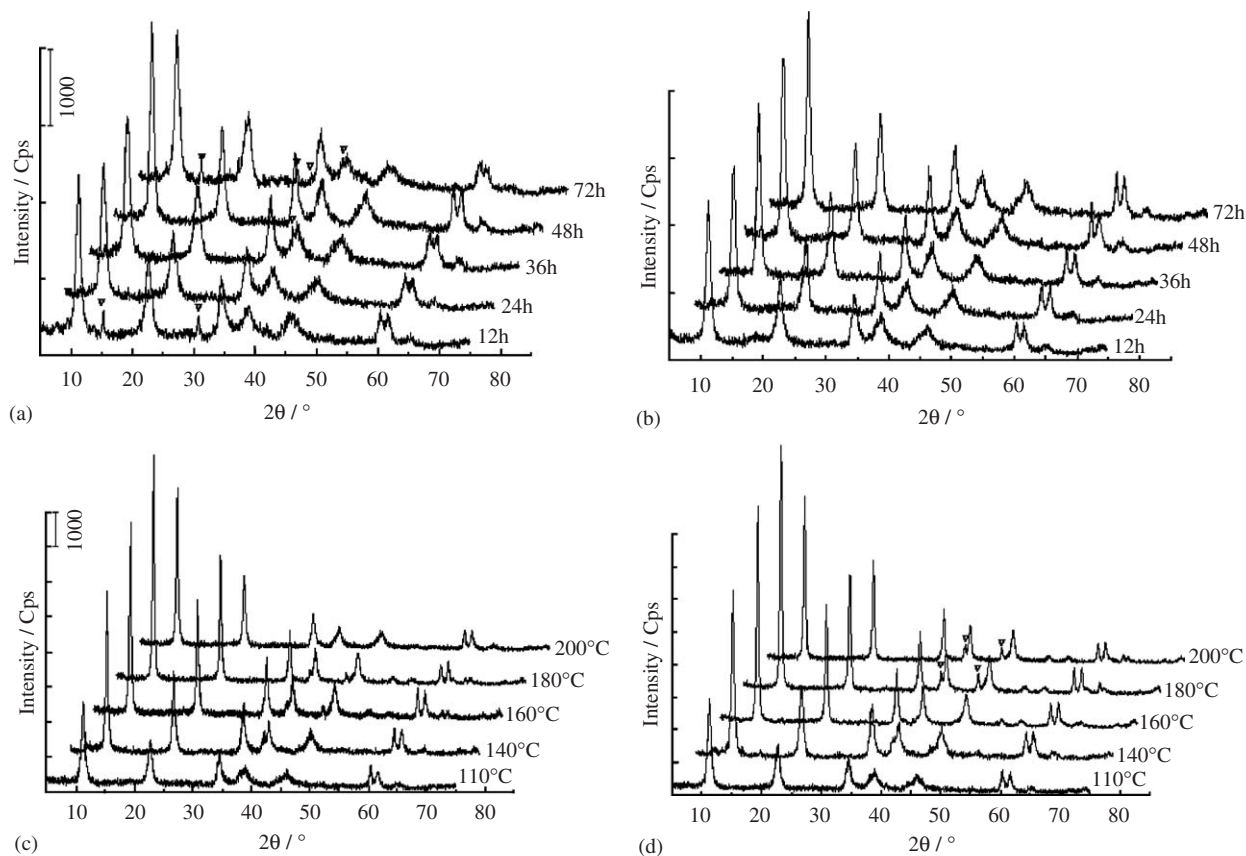 1000
Intensity / Cps
72h
48h
36h
24h
12h
10 20 30 40 50 60 70 80
2θ / °
(a)
Intensity / Cps
72h
48h
36h
24h
12h
10 20 30 40 50 60 70 80
2θ / °
(b)
1000
Intensity / Cps
200°C
180°C
160°C
140°C
110°C
10 20 30 40 50 60 70 80
2θ / °
(c)
Intensity / Cps
200°C
180°C
160°C
140°C
110°C
10 20 30 40 50 60 70 80
2θ / °
(d)